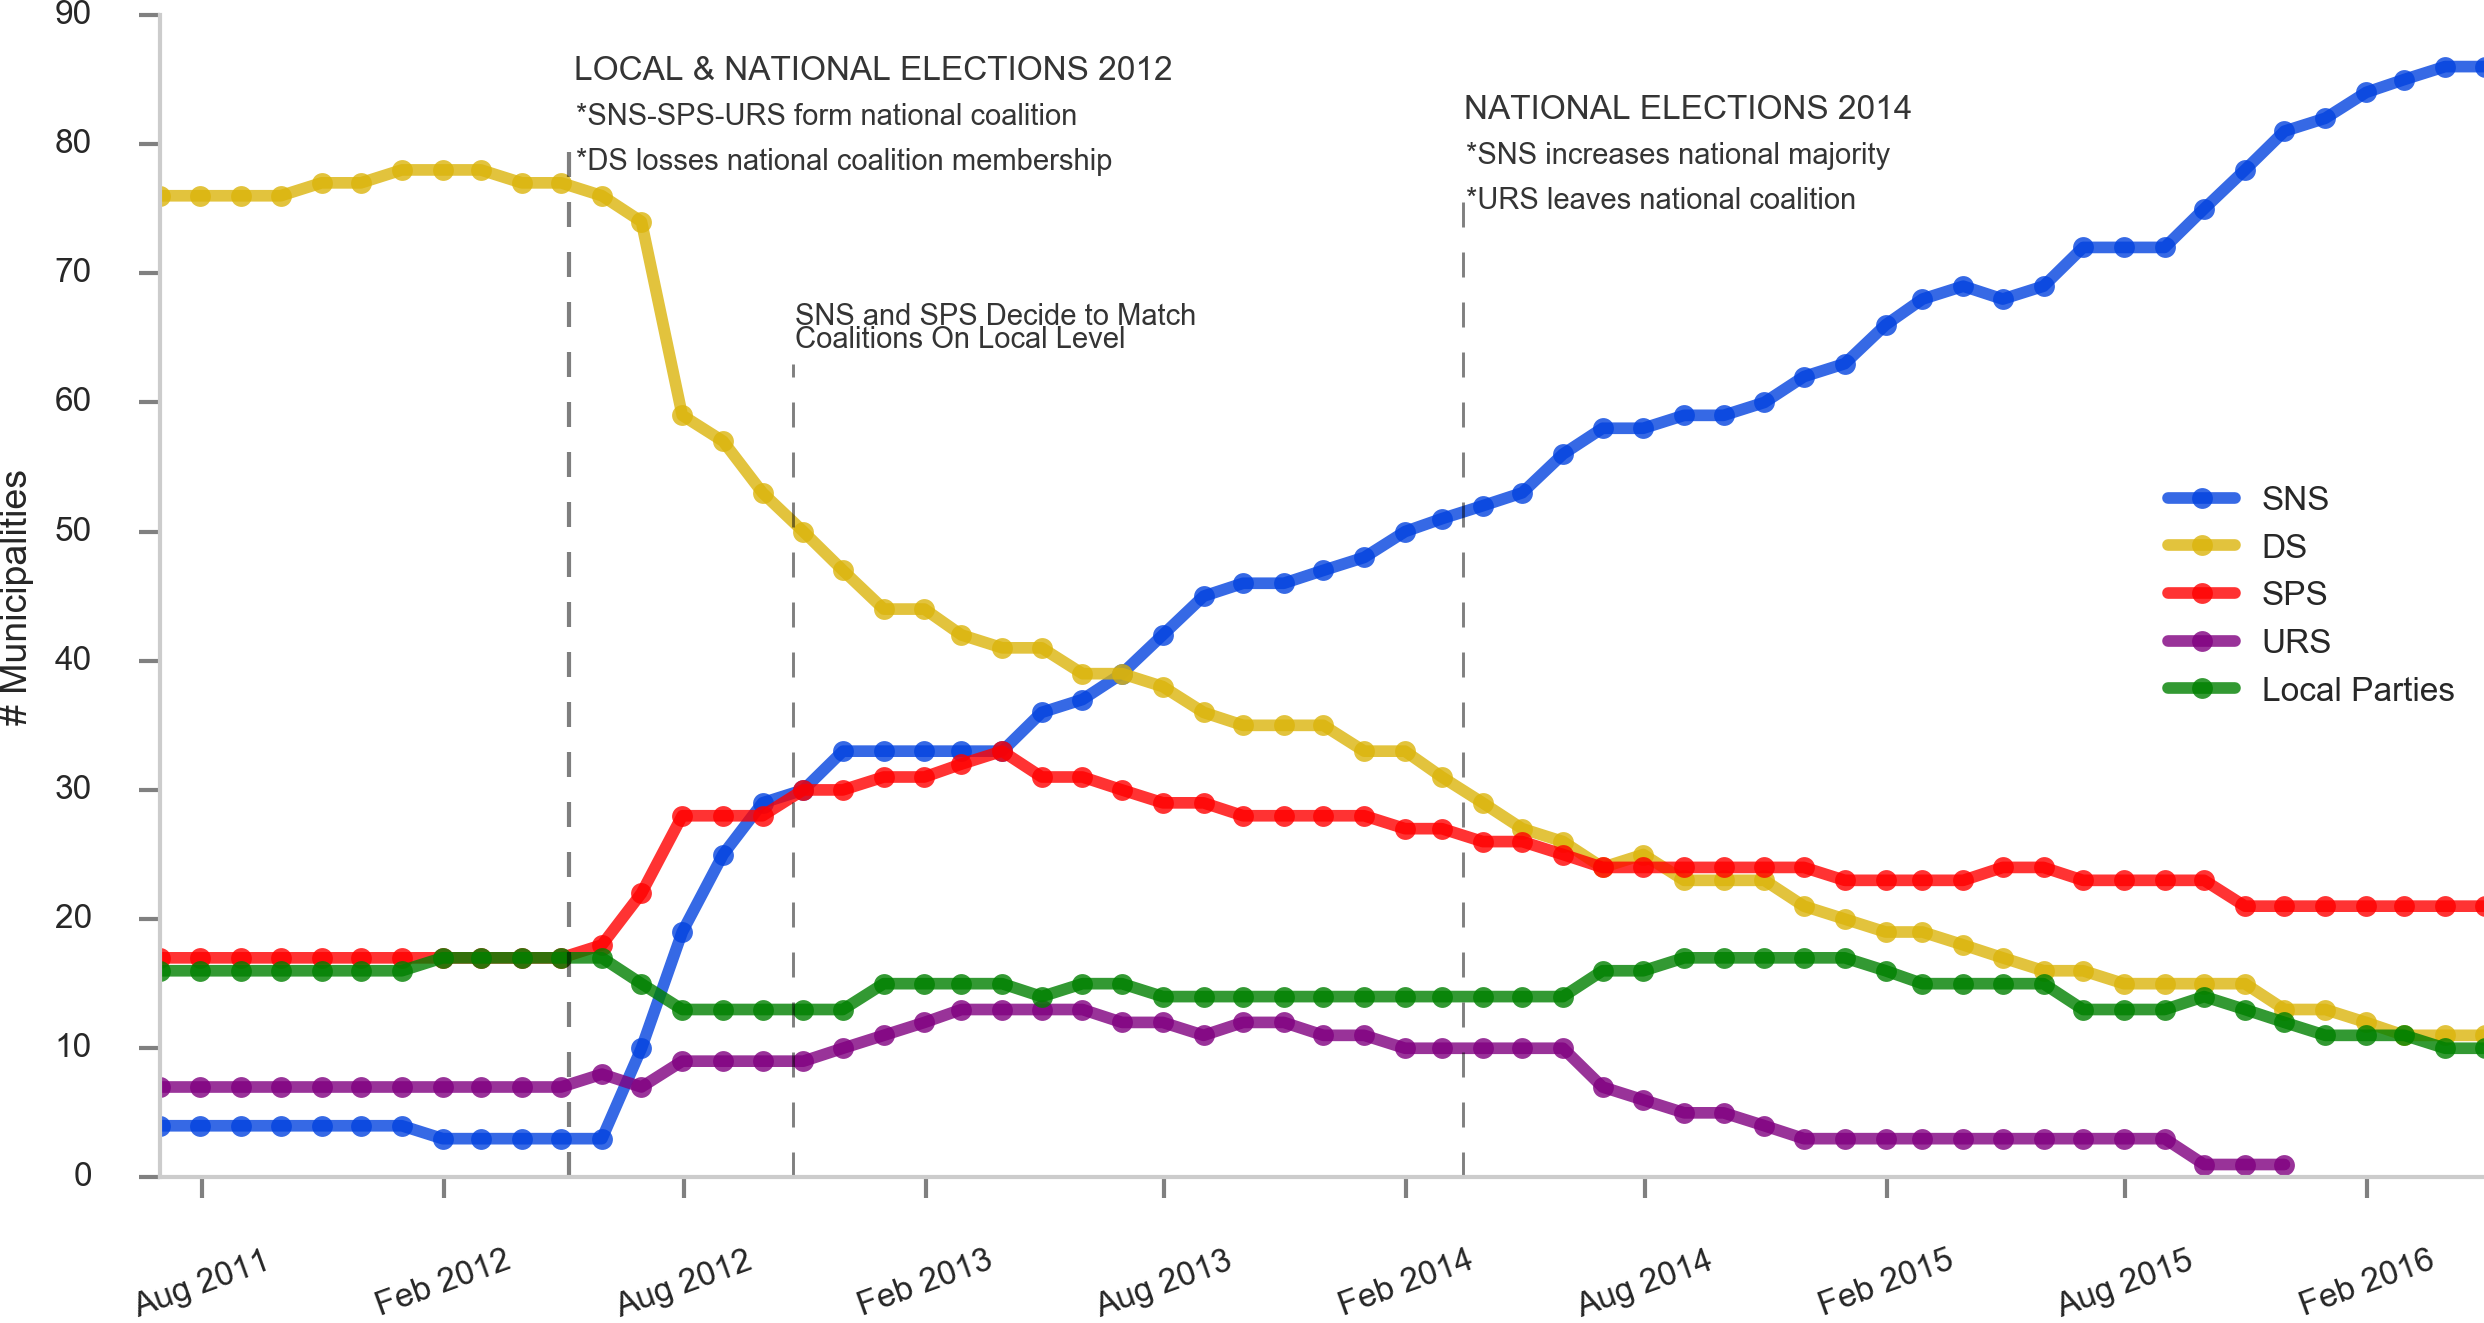 90
80
70
60
50
40
30
20
10
0
# Municipalities
LOCAL & NATIONAL ELECTIONS 2012
*SNS-SPS-URS form national coalition
*DS losses national coalition membership
NATIONAL ELECTIONS 2014
*SNS increases national majority
*URS leaves national coalition
SNS and SPS Decide to Match
Coalitions On Local Level
SNS
DS
SPS
URS
Local Parties
Aug 2011
Feb 2012
Aug 2012
Feb 2013
Aug 2013
Feb 2014
Aug 2014
Feb 2015
Aug 2015
Feb 2016